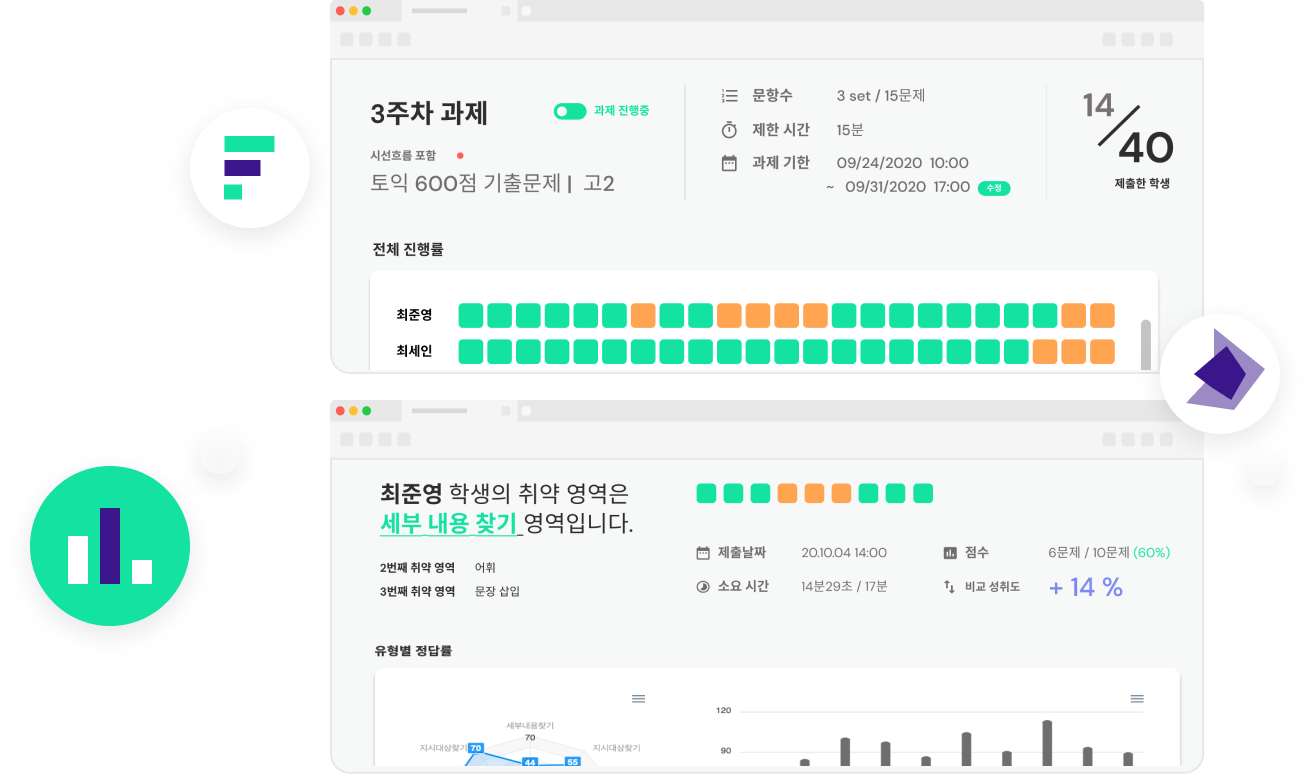 3주차 과제
과제 진행중
시선흐름 포함
토익 600점 기출문제 | 고2
문항수 3 set / 15문제
제한 시간 15분
과제 기한 09/24/2020 10:00
~ 09/31/2020 17:00 수정
14/40
제출한 학생
전체 진행률
최준영
최세인
최준영 학생의 취약 영역은
세부 내용 찾기 영역입니다.
2번째 취약 영역 어휘
3번째 취약 영역 문장 삽입
제출날짜 20.10.04 14:00
점수 6문제 / 10문제 (60%)
소요 시간 14분29초 / 17분
비교 성취도 + 14 %
유형별 정답률
세부내용찾기
70
지시대상찾기 70
지시대상찾기
44
55
120
90